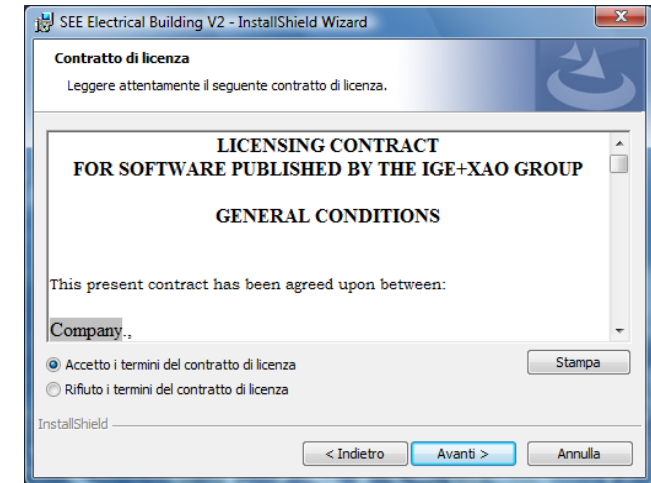 SEE Electrical Building V2 - InstallShield Wizard
Contratto di licenza
Leggere attentamente il seguente contratto di licenza.
LICENSING CONTRACT
FOR SOFTWARE PUBLISHED BY THE IGE+XAO GROUP
GENERAL CONDITIONS
This present contract has been agreed upon between:
Company.,
Accetto i termini del contratto di licenza
Stampa
Rifiuto i termini del contratto di licenza
InstallShield
< Indietro
Avanti >
Annulla